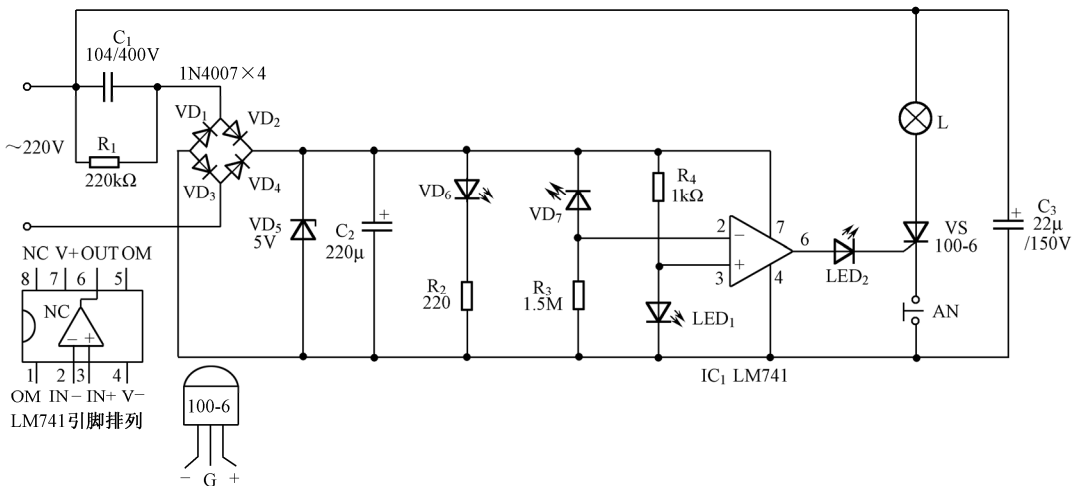 C₁
104/400V
1N4007×4
VD₁
VD₂
～220V
R₁
220kΩ
VD₃
VD₄
VD₅
5V
C₂
220μ
+
VD₆
R₂
220
VD₇
R₃
1.5M
R₄
1kΩ
LED₁
2
−
+
3
7
6
4
LED₂
IC₁ LM741
L
VS
100-6
AN
+
C₃
22μ
/150V
NC V+ OUT OM
8 7 6 5
NC
− +
1 2 3 4
OM IN− IN+ V−
LM741引脚排列
100-6
− G +